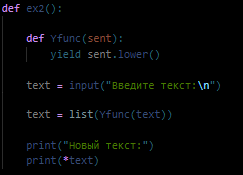 def ex2():
def Yfunc(sent):
yield sent.lower()
text = input("Введите текст:\n")
text = list(Yfunc(text))
print("Новый текст:")
print(*text)